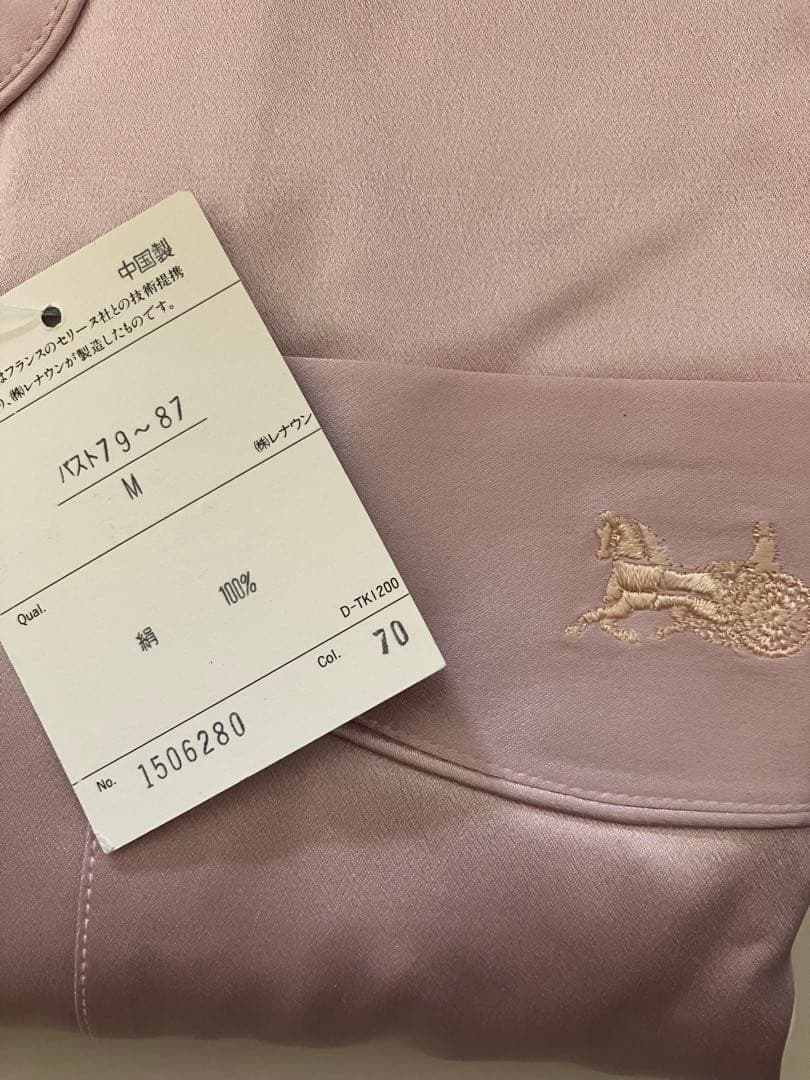 中国製
はフランスのセリーヌ社との技術提携
、㈱レナウンが製造したものです。
バスト79～87
M
㈱レナウン
Qual.
絹 100%
D-TK1200
Col. 70
No. 1506280